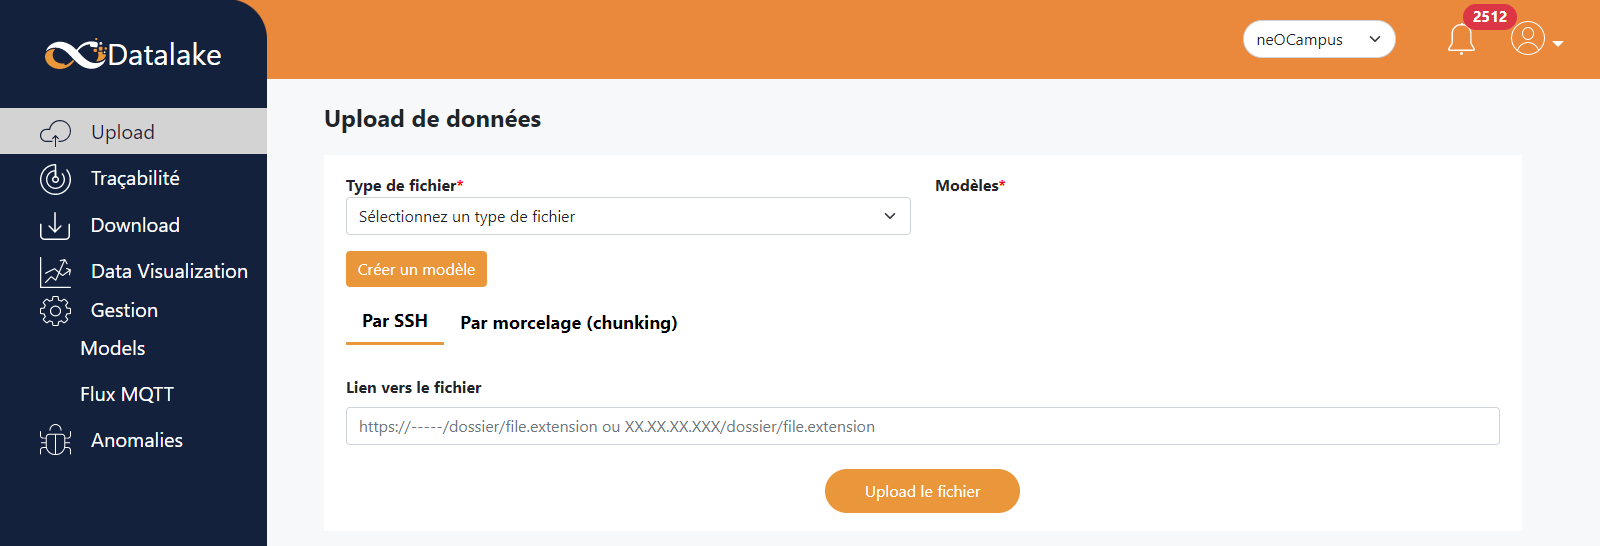 Datalake
neOCampus
2512
Upload
Traçabilité
Download
Data Visualization
Gestion
Models
Flux MQTT
Anomalies
Upload de données
Type de fichier*
Modèles*
Sélectionnez un type de fichier
Créer un modèle
Par SSH
Par morcelage (chunking)
Lien vers le fichier
https://-----/dossier/file.extension ou XX.XX.XX.XXX/dossier/file.extension
Upload le fichier